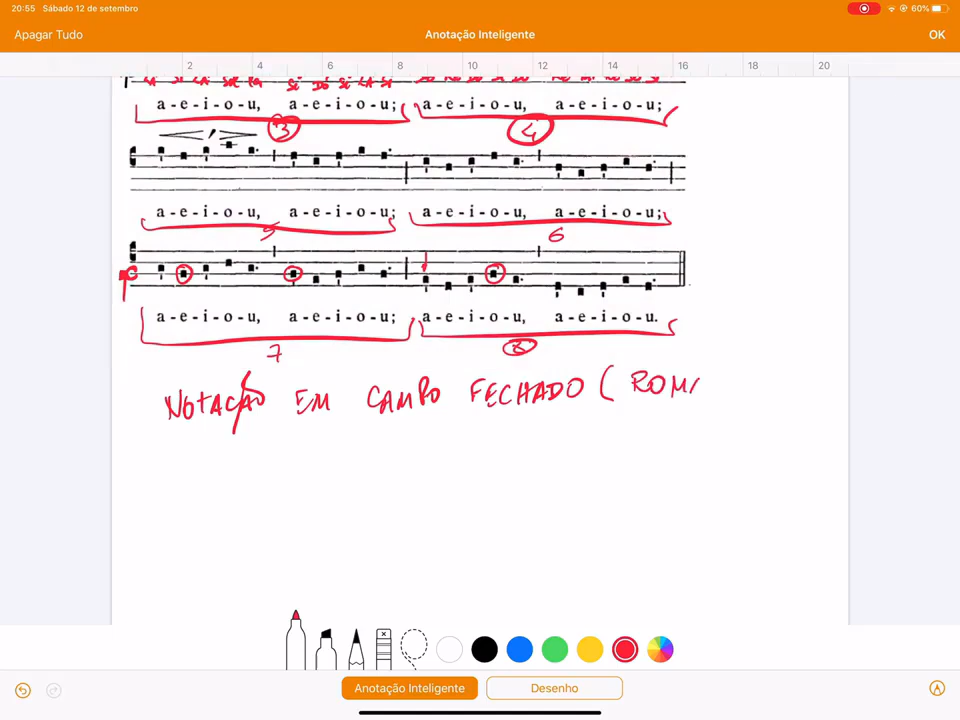 20:55 Sábado 12 de setembro 60%
Apagar Tudo Anotação Inteligente OK
2 4 6 8 10 12 14 16 18 20
a-e-i-o-u, a-e-i-o-u; a-e-i-o-u, a-e-i-o-u;
3 4
a-e-i-o-u, a-e-i-o-u; a-e-i-o-u, a-e-i-o-u;
5 6
a-e-i-o-u, a-e-i-o-u; a-e-i-o-u, a-e-i-o-u.
7 8
NOTAÇÃO EM CAMPO FECHADO ( ROM
Anotação Inteligente Desenho